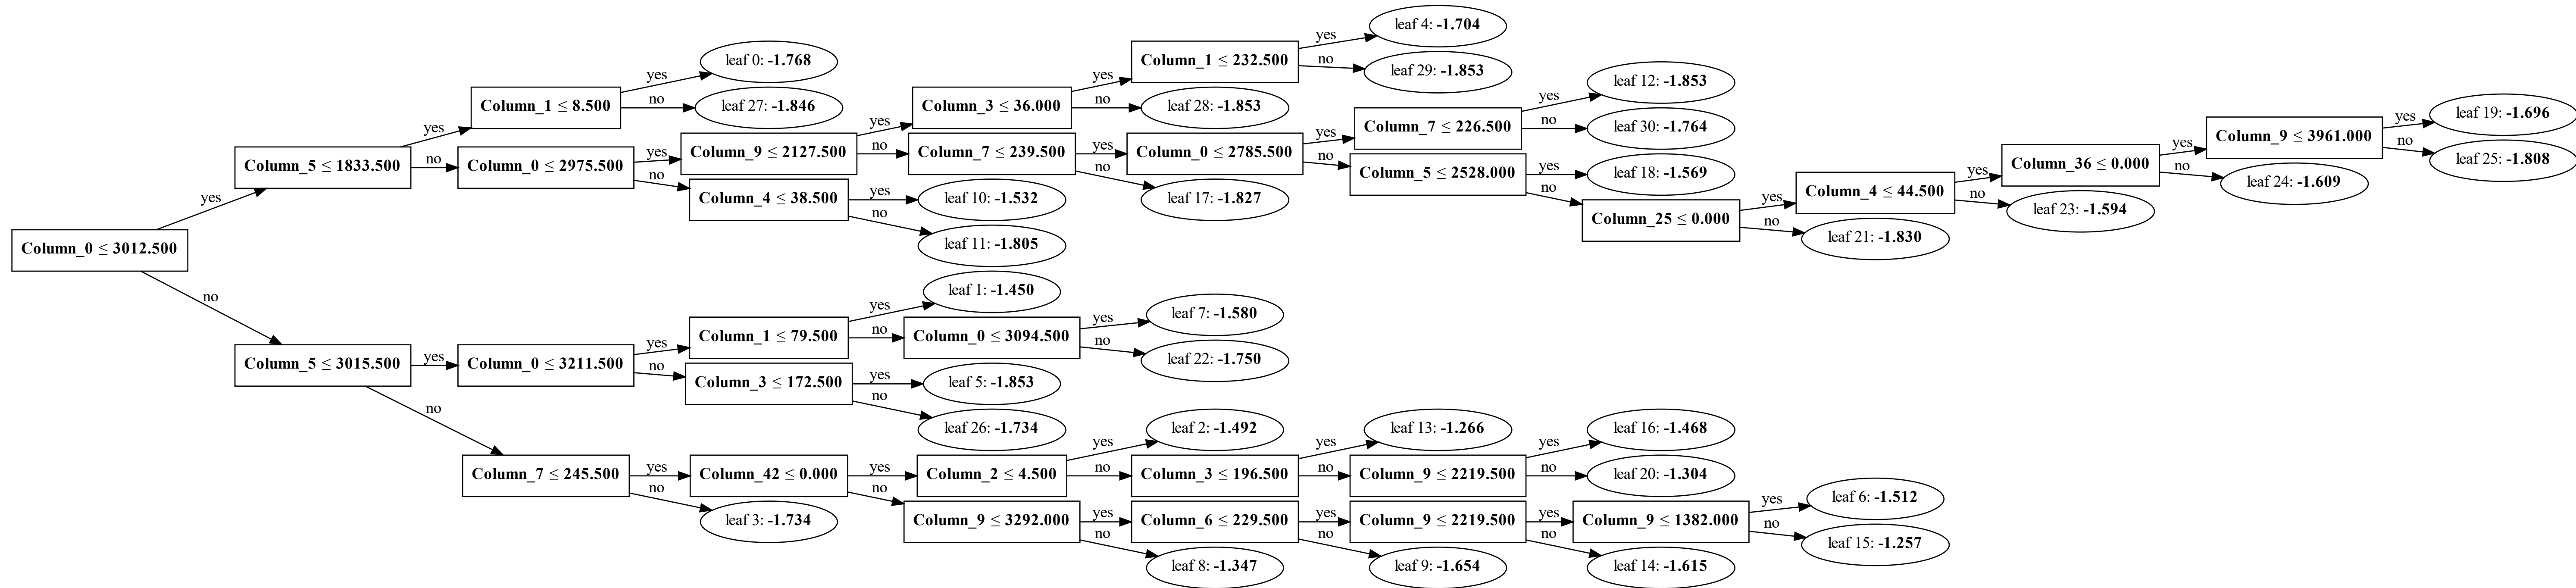 leaf 4: -1.704
yes
Column_1 ≤ 232.500
no
leaf 29: -1.853
yes
leaf 0: -1.768
yes
Column_1 ≤ 8.500
no
leaf 27: -1.846
Column_3 ≤ 36.000
no
leaf 28: -1.853
yes
leaf 12: -1.853
yes
Column_7 ≤ 226.500
no
leaf 30: -1.764
yes
Column_9 ≤ 3961.000
yes
leaf 19: -1.696
no
leaf 25: -1.808
yes
Column_5 ≤ 1833.500
no
Column_0 ≤ 2975.500
yes
Column_9 ≤ 2127.500
yes
no
Column_7 ≤ 239.500
yes
Column_0 ≤ 2785.500
yes
no
Column_5 ≤ 2528.000
yes
leaf 18: -1.569
no
Column_36 ≤ 0.000
yes
no
leaf 24: -1.609
no
Column_4 ≤ 38.500
yes
leaf 10: -1.532
no
leaf 11: -1.805
no
leaf 17: -1.827
Column_25 ≤ 0.000
yes
Column_4 ≤ 44.500
yes
no
leaf 23: -1.594
no
leaf 21: -1.830
yes
Column_0 ≤ 3012.500
no
leaf 1: -1.450
yes
Column_1 ≤ 79.500
no
Column_0 ≤ 3094.500
yes
leaf 7: -1.580
no
leaf 22: -1.750
Column_5 ≤ 3015.500
yes
Column_0 ≤ 3211.500
yes
no
Column_3 ≤ 172.500
yes
leaf 5: -1.853
no
leaf 26: -1.734
no
Column_7 ≤ 245.500
yes
Column_42 ≤ 0.000
yes
Column_2 ≤ 4.500
yes
leaf 2: -1.492
no
Column_3 ≤ 196.500
yes
leaf 13: -1.266
no
Column_9 ≤ 2219.500
yes
leaf 16: -1.468
no
leaf 20: -1.304
no
leaf 3: -1.734
no
Column_9 ≤ 3292.000
yes
Column_6 ≤ 229.500
yes
Column_9 ≤ 2219.500
yes
Column_9 ≤ 1382.000
yes
leaf 6: -1.512
no
leaf 15: -1.257
no
leaf 8: -1.347
no
leaf 9: -1.654
no
leaf 14: -1.615